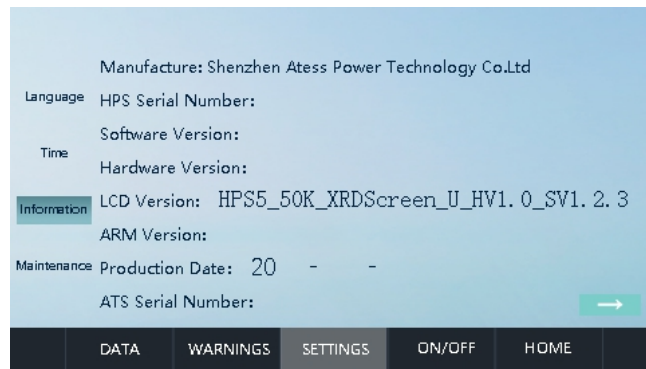 Manufacture: Shenzhen Atess Power Technology Co.Ltd
Language
HPS Serial Number:
Software Version:
Time
Hardware Version:
Information
LCD Version: HPS5_50K_XRDScreen_U_HV1.0_SV1.2.3
ARM Version:
Maintenance
Production Date: 20 - -
ATS Serial Number:
→
DATA WARNINGS SETTINGS ON/OFF HOME